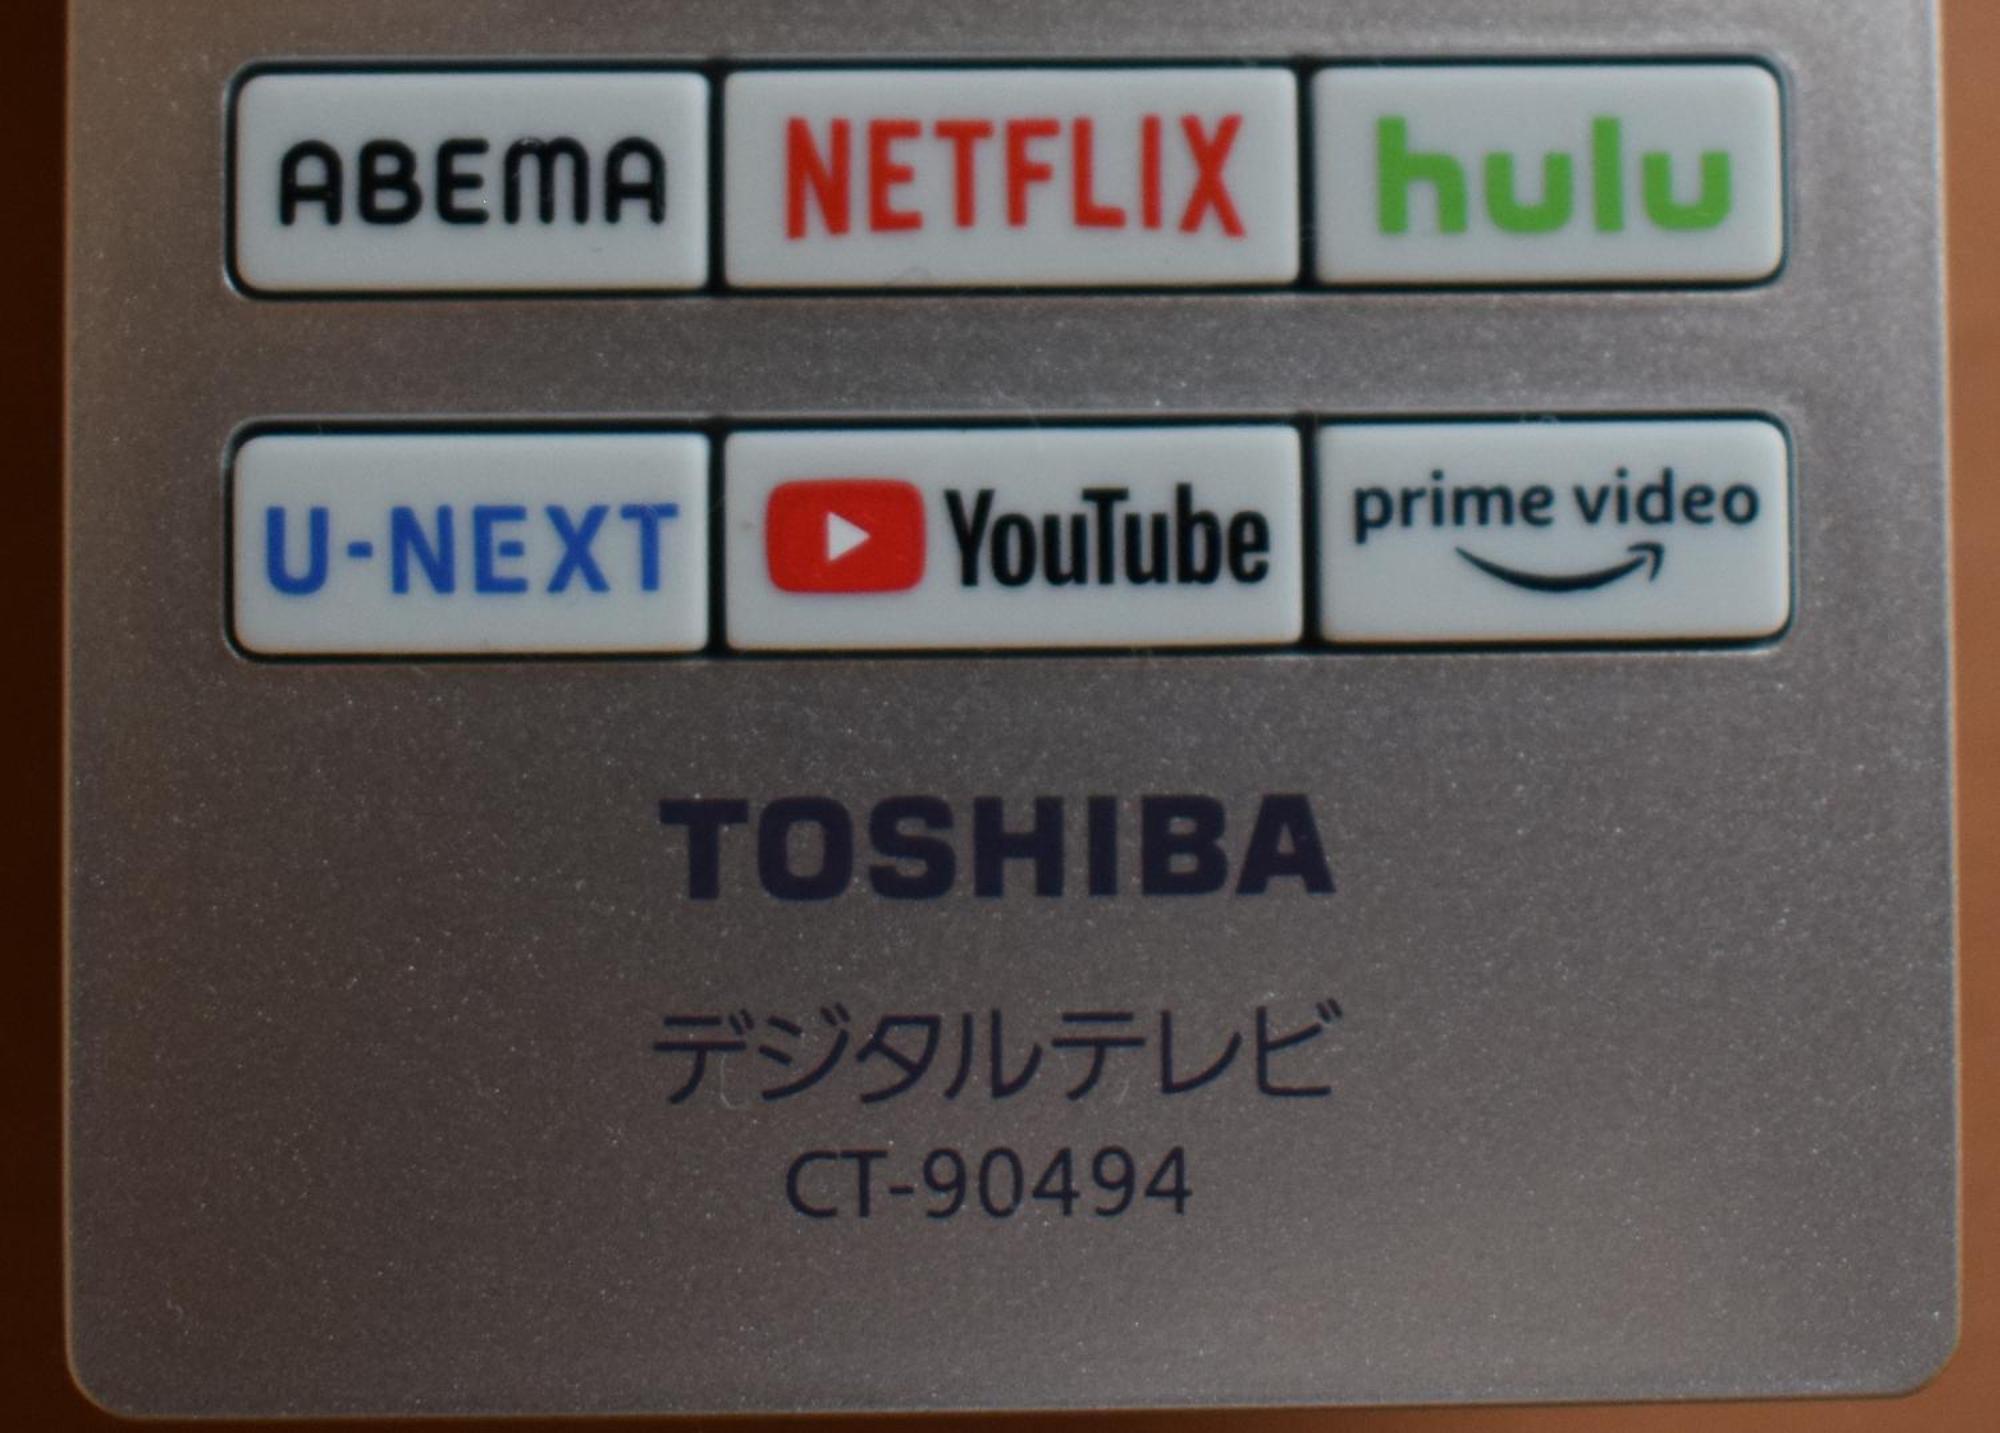 ABEMA NETFLIX hulu
U-NEXT YouTube prime video
TOSHIBA
デジタルテレビ
CT-90494